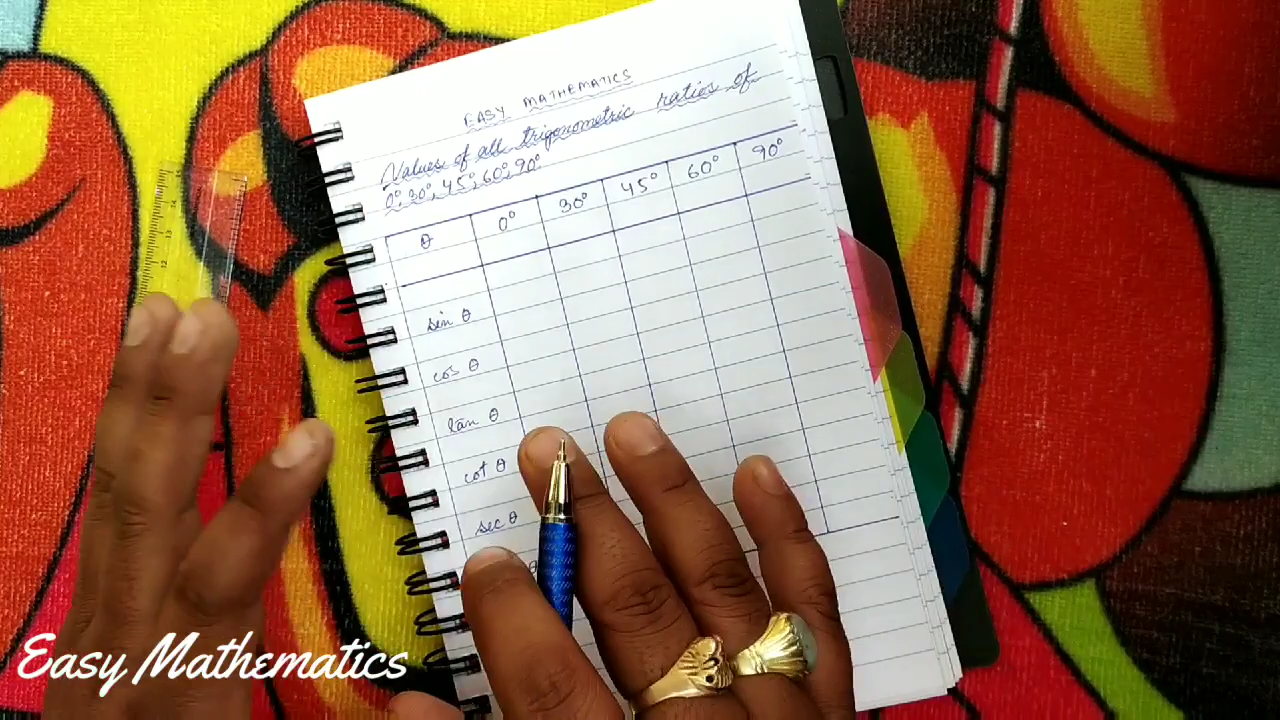 EASY MATHEMATICS
Values of all trigonometric ratios of
0°, 30°, 45°, 60°, 90°
θ 0° 30° 45° 60° 90°
sin θ
cos θ
tan θ
cot θ
sec θ
θ
Easy Mathematics